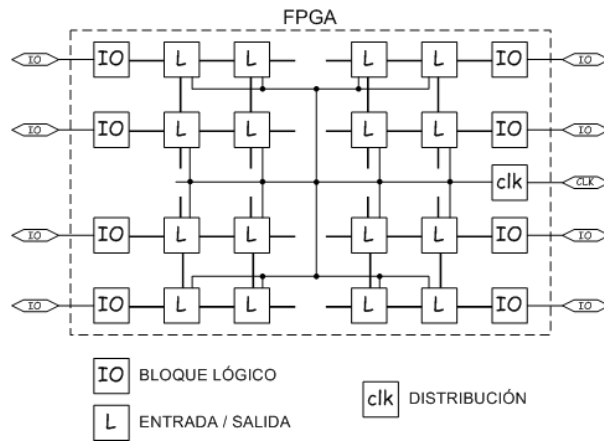 FPGA
IO IO L L L L IO IO
IO IO L L L L IO IO
clk CLK
IO IO L L L L IO IO
IO IO L L L L IO IO
IO BLOQUE LÓGICO
clk DISTRIBUCIÓN
L ENTRADA / SALIDA